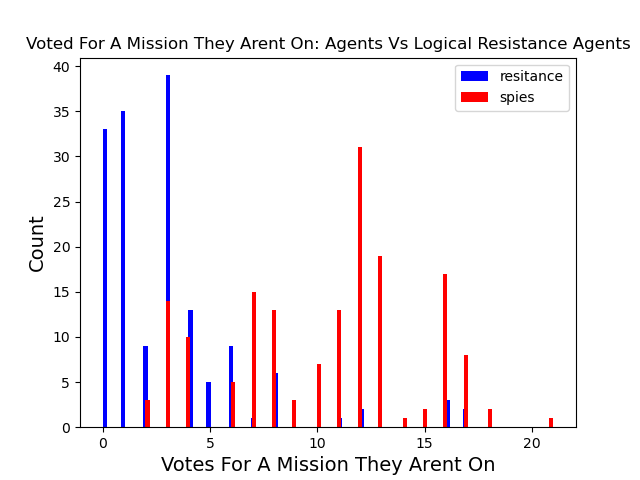 Voted For A Mission They Arent On: Agents Vs Logical Resistance Agents
resitance
spies
40
35
30
25
20
15
10
5
0
Count
0 5 10 15 20
Votes For A Mission They Arent On